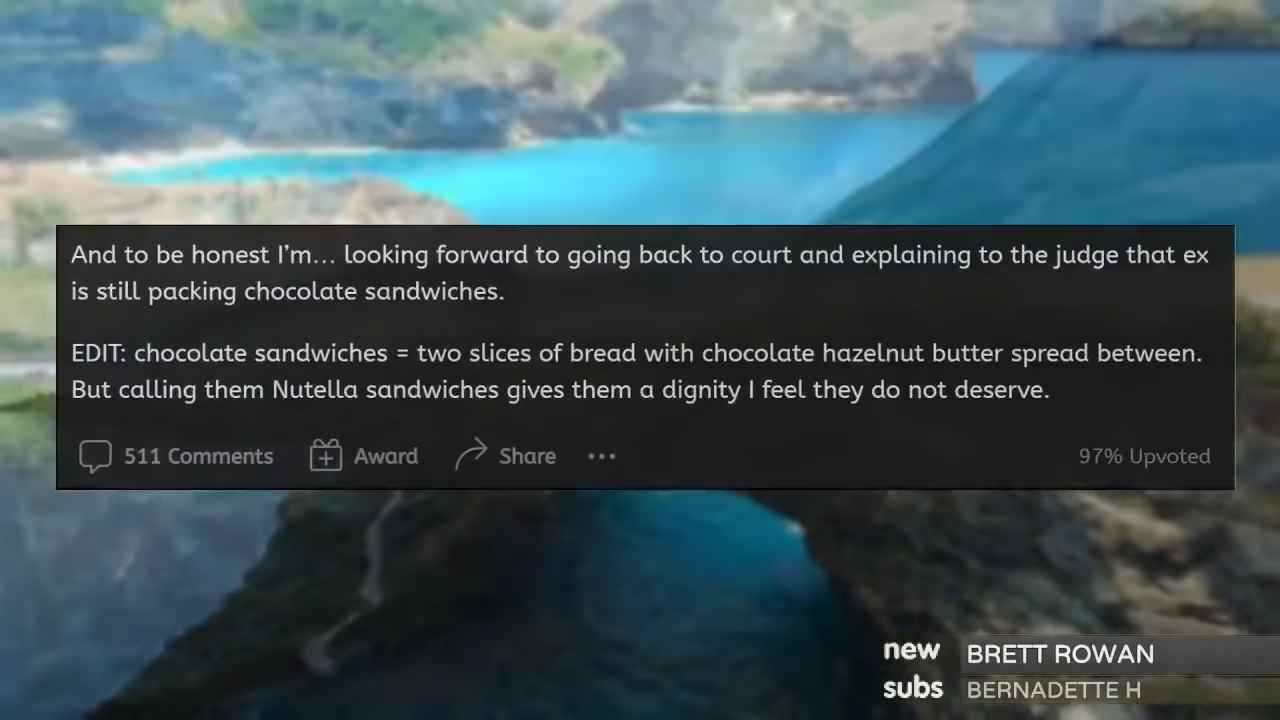 And to be honest I'm... looking forward to going back to court and explaining to the judge that ex
is still packing chocolate sandwiches.
EDIT: chocolate sandwiches = two slices of bread with chocolate hazelnut butter spread between.
But calling them Nutella sandwiches gives them a dignity I feel they do not deserve.
511 Comments Award Share ••• 97% Upvoted
new BRETT ROWAN
subs BERNADETTE H